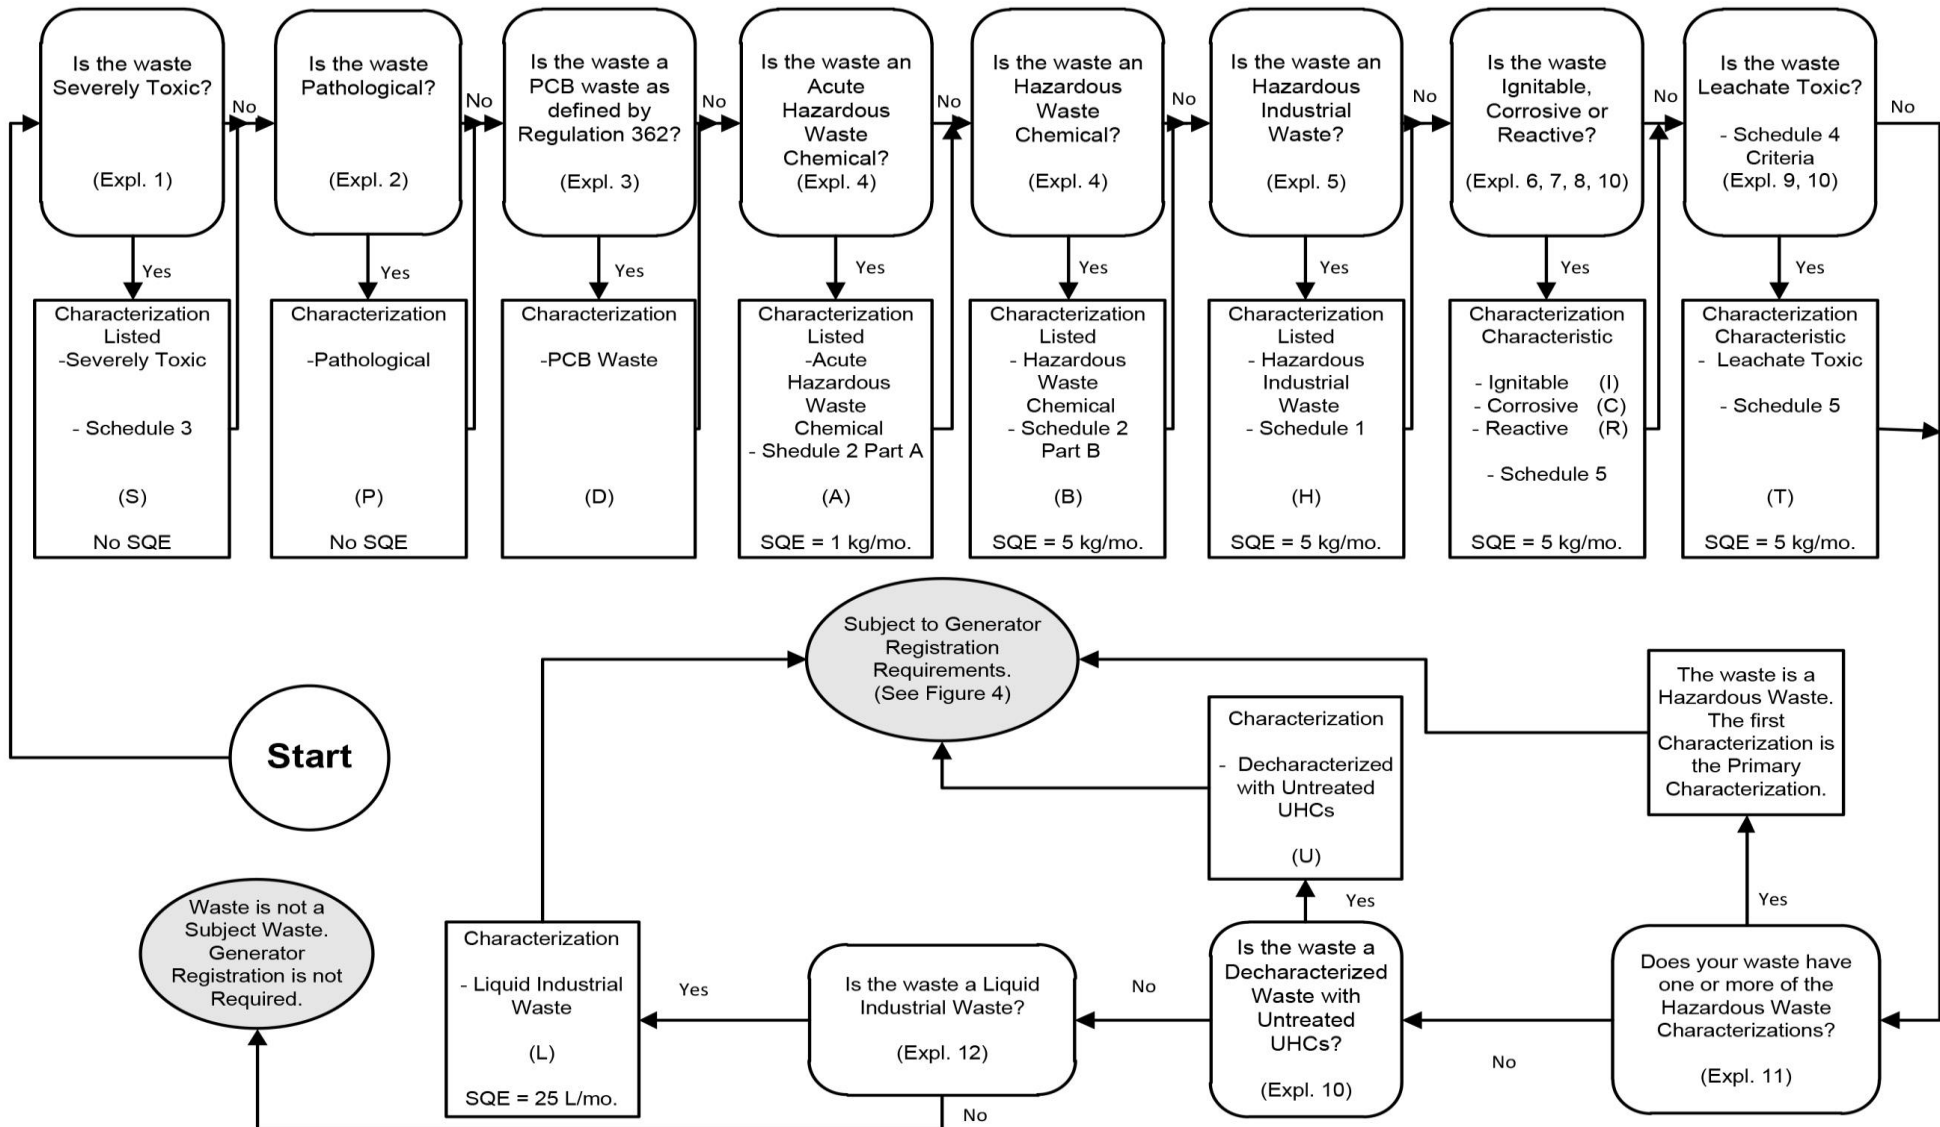 Is the waste
Severely Toxic?
(Expl. 1)
No
Is the waste
Pathological?
(Expl. 2)
No
Is the waste a
PCB waste as
defined by
Regulation 362?
(Expl. 3)
No
Is the waste an
Acute
Hazardous
Waste
Chemical?
(Expl. 4)
No
Is the waste an
Hazardous
Waste
Chemical?
(Expl. 4)
No
Is the waste an
Hazardous
Industrial
Waste?
(Expl. 5)
No
Is the waste
Ignitable,
Corrosive or
Reactive?
(Expl. 6, 7, 8, 10)
No
Is the waste
Leachate Toxic?
- Schedule 4
Criteria
(Expl. 9, 10)
No
Yes
Yes
Yes
Yes
Yes
Yes
Yes
Yes
Characterization
Listed
-Severely Toxic
- Schedule 3
(S)
No SQE
Characterization
-Pathological
(P)
No SQE
Characterization
-PCB Waste
(D)
Characterization
Listed
-Acute
Hazardous
Waste
Chemical
- Shedule 2 Part A
(A)
SQE = 1 kg/mo.
Characterization
Listed
- Hazardous
Waste
Chemical
- Schedule 2
Part B
(B)
SQE = 5 kg/mo.
Characterization
Listed
- Hazardous
Industrial
Waste
- Schedule 1
(H)
SQE = 5 kg/mo.
Characterization
Characteristic
- Ignitable (I)
- Corrosive (C)
- Reactive (R)
- Schedule 5
SQE = 5 kg/mo.
Characterization
Characteristic
- Leachate Toxic
- Schedule 5
(T)
SQE = 5 kg/mo.
Start
Subject to Generator
Registration
Requirements.
(See Figure 4)
Characterization
- Decharacterized
with Untreated
UHCs
(U)
The waste is a
Hazardous Waste.
The first
Characterization is
the Primary
Characterization.
Yes
Yes
Waste is not a
Subject Waste.
Generator
Registration is not
Required.
Characterization
- Liquid Industrial
Waste
(L)
SQE = 25 L/mo.
Yes
Is the waste a Liquid
Industrial Waste?
(Expl. 12)
No
No
Is the waste a
Decharacterized
Waste with
Untreated
UHCs?
(Expl. 10)
No
Does your waste have
one or more of the
Hazardous Waste
Characterizations?
(Expl. 11)